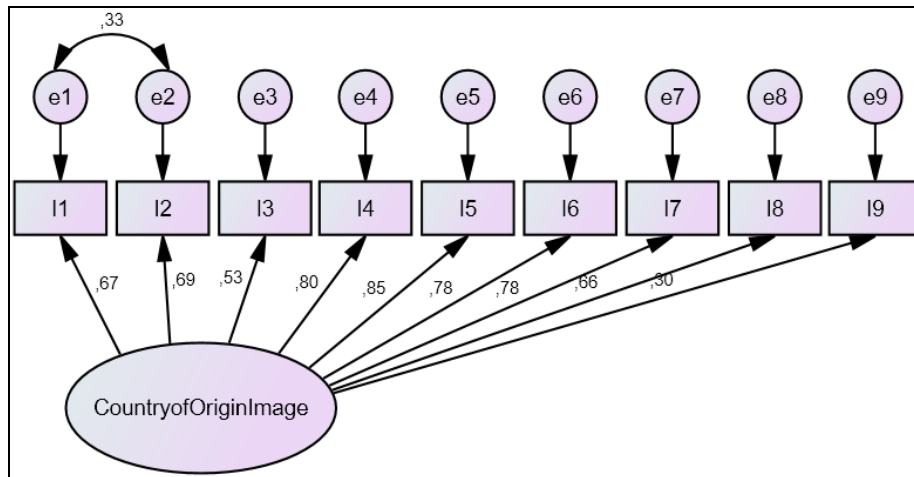 ,33
e1 e2 e3 e4 e5 e6 e7 e8 e9
I1 I2 I3 I4 I5 I6 I7 I8 I9
,67 ,69 ,53 ,80 ,85 ,78 ,78 ,66 ,30
CountryofOriginImage